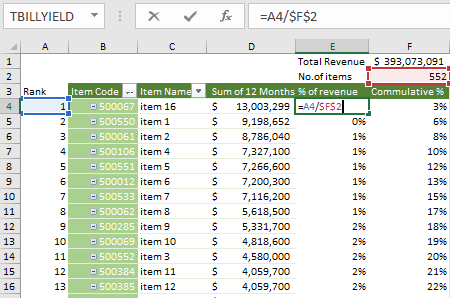 TBILLYIELD =A4/$F$2
A B C D E F
1 Total Revenue $ 393,073,091
2 No.of items 552
3 Rank Item Code Item Name Sum of 12 Months % of revenue Commulative %
4 1 500067 item 16 $ 13,003,299 =A4/$F$2 3%
5 2 500550 item 1 $ 9,198,652 0% 6%
6 3 500061 item 2 $ 8,786,040 1% 8%
7 4 500106 item 4 $ 7,327,100 1% 10%
8 5 500551 item 5 $ 7,266,600 1% 12%
9 6 500012 item 6 $ 7,200,300 1% 13%
10 7 500533 item 7 $ 7,116,200 1% 15%
11 8 500062 item 8 $ 5,618,500 1% 17%
12 9 500285 item 9 $ 5,331,700 2% 18%
13 10 500069 item 10 $ 4,818,600 2% 19%
14 11 500552 item 3 $ 4,580,000 2% 20%
15 12 500384 item 11 $ 4,059,700 2% 21%
16 13 500385 item 12 $ 4,059,700 2% 22%